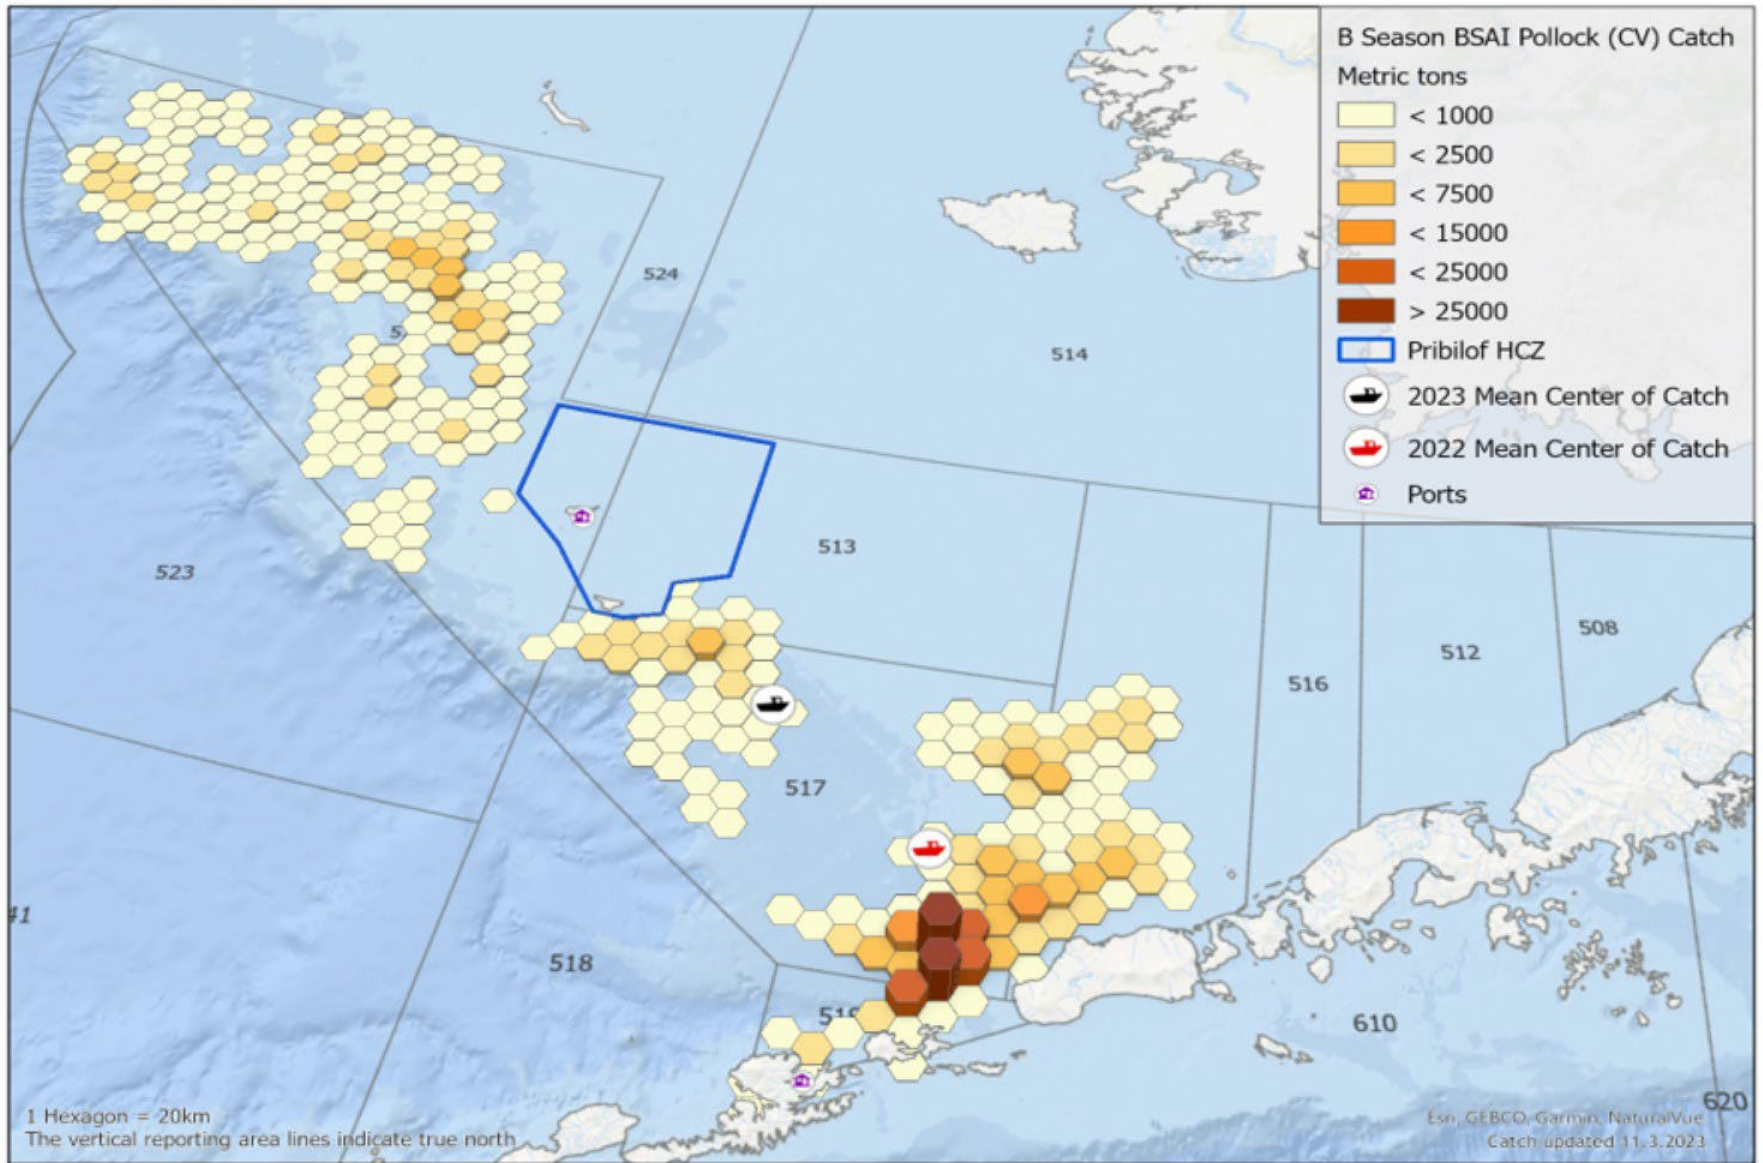 B Season BSAI Pollock (CV) Catch
Metric tons
< 1000
< 2500
< 7500
< 15000
< 25000
> 25000
Pribilof HCZ
2023 Mean Center of Catch
2022 Mean Center of Catch
Ports
524
514
5
513
523
508
512
516
517
41
518
519
610
620
1 Hexagon = 20km
The vertical reporting area lines indicate true north
Esri, GEBCO, Garmin, NaturalVue
Catch updated 11.3.2023